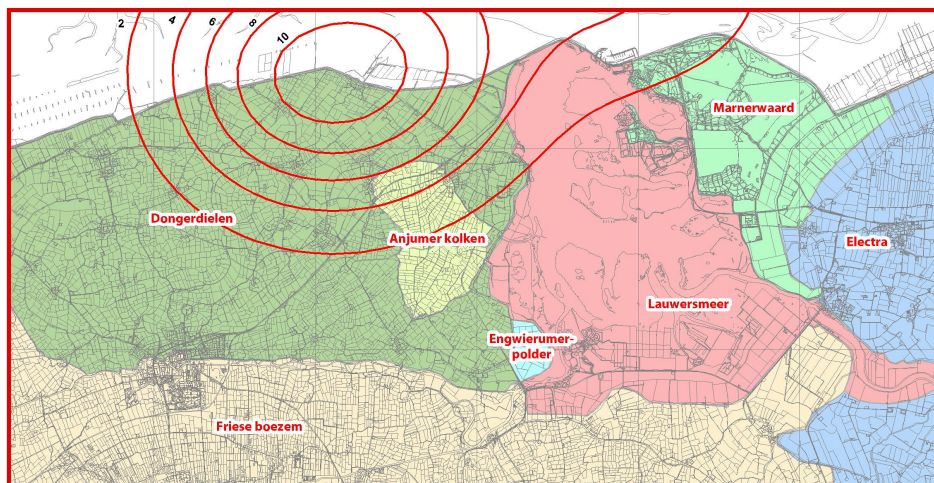 2
4
6
8
10
Marnerwaard
Dongerdielen
Anjumer kolken
Electra
Lauwersmeer
Engwierumer-
polder
Friese boezem